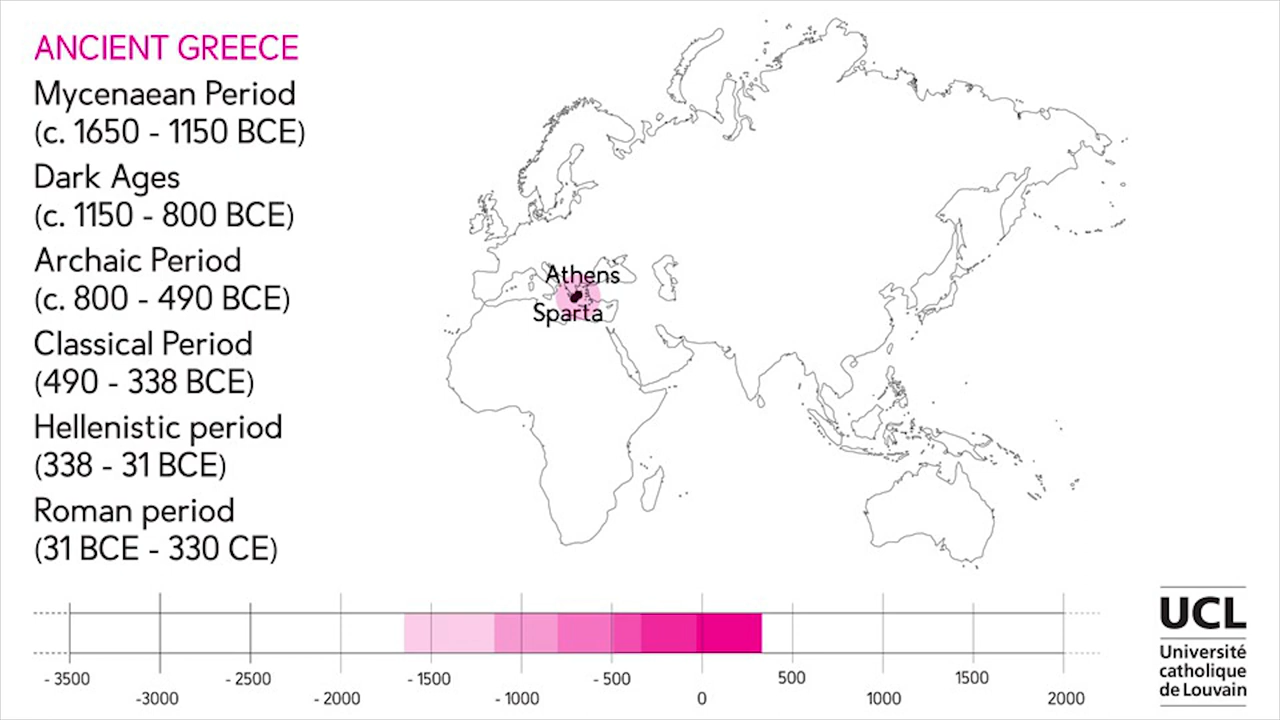 ANCIENT GREECE
Mycenaean Period
(c. 1650 - 1150 BCE)
Dark Ages
(c. 1150 - 800 BCE)
Archaic Period
(c. 800 - 490 BCE)
Classical Period
(490 - 338 BCE)
Hellenistic period
(338 - 31 BCE)
Roman period
(31 BCE - 330 CE)
Athens
Sparta
- 3500
-3000
- 2500
- 2000
- 1500
- 1000
- 500
0
500
1000
1500
2000
UCL
Université
catholique
de Louvain